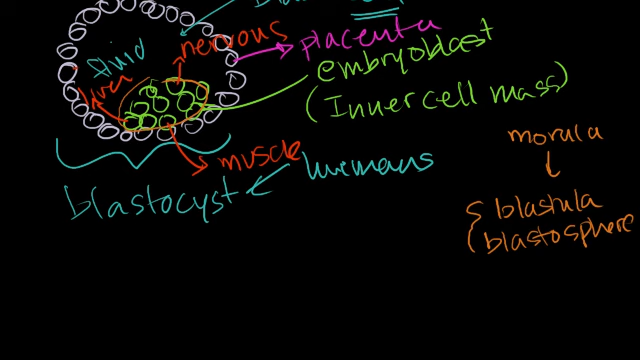 nervous
placenta
fluid
embryoblast
liver
(Inner cell mass)
morula
muscle
humans
blastocyst
blastula
(blastosphere